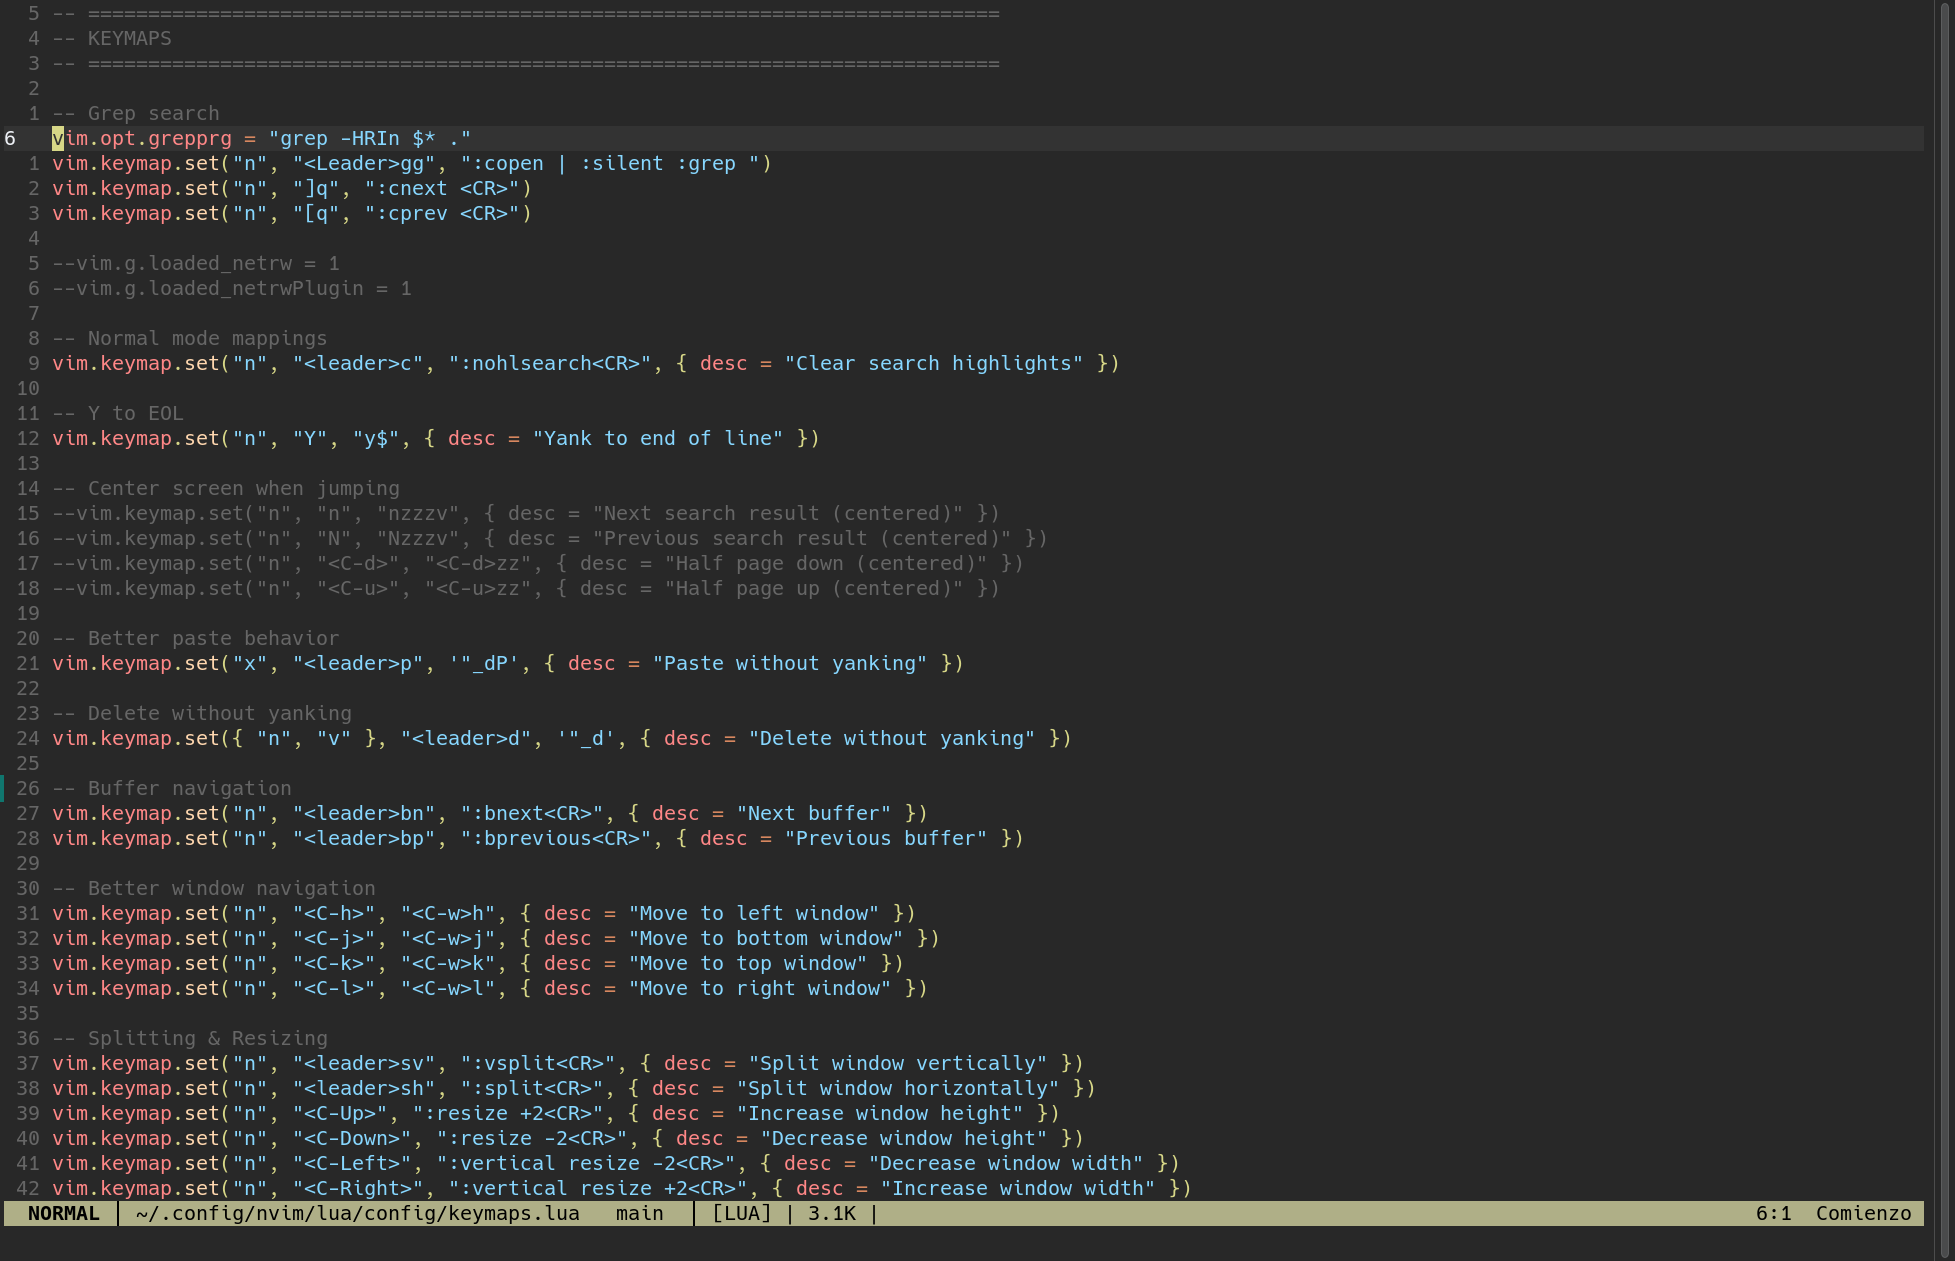 5 -- ============================================================================
4 -- KEYMAPS
3 -- ============================================================================
2
1 -- Grep search
6 vim.opt.grepprg = "grep -HRIn $* ."
1 vim.keymap.set("n", "<Leader>gg", ":copen | :silent :grep ")
2 vim.keymap.set("n", "]q", ":cnext <CR>")
3 vim.keymap.set("n", "[q", ":cprev <CR>")
4
5 --vim.g.loaded_netrw = 1
6 --vim.g.loaded_netrwPlugin = 1
7
8 -- Normal mode mappings
9 vim.keymap.set("n", "<leader>c", ":nohlsearch<CR>", { desc = "Clear search highlights" })
10
11 -- Y to EOL
12 vim.keymap.set("n", "Y", "y$", { desc = "Yank to end of line" })
13
14 -- Center screen when jumping
15 --vim.keymap.set("n", "n", "nzzzv", { desc = "Next search result (centered)" })
16 --vim.keymap.set("n", "N", "Nzzzv", { desc = "Previous search result (centered)" })
17 --vim.keymap.set("n", "<C-d>", "<C-d>zz", { desc = "Half page down (centered)" })
18 --vim.keymap.set("n", "<C-u>", "<C-u>zz", { desc = "Half page up (centered)" })
19
20 -- Better paste behavior
21 vim.keymap.set("x", "<leader>p", '"_dP', { desc = "Paste without yanking" })
22
23 -- Delete without yanking
24 vim.keymap.set({ "n", "v" }, "<leader>d", '"_d', { desc = "Delete without yanking" })
25
26 -- Buffer navigation
27 vim.keymap.set("n", "<leader>bn", ":bnext<CR>", { desc = "Next buffer" })
28 vim.keymap.set("n", "<leader>bp", ":bprevious<CR>", { desc = "Previous buffer" })
29
30 -- Better window navigation
31 vim.keymap.set("n", "<C-h>", "<C-w>h", { desc = "Move to left window" })
32 vim.keymap.set("n", "<C-j>", "<C-w>j", { desc = "Move to bottom window" })
33 vim.keymap.set("n", "<C-k>", "<C-w>k", { desc = "Move to top window" })
34 vim.keymap.set("n", "<C-l>", "<C-w>l", { desc = "Move to right window" })
35
36 -- Splitting & Resizing
37 vim.keymap.set("n", "<leader>sv", ":vsplit<CR>", { desc = "Split window vertically" })
38 vim.keymap.set("n", "<leader>sh", ":split<CR>", { desc = "Split window horizontally" })
39 vim.keymap.set("n", "<C-Up>", ":resize +2<CR>", { desc = "Increase window height" })
40 vim.keymap.set("n", "<C-Down>", ":resize -2<CR>", { desc = "Decrease window height" })
41 vim.keymap.set("n", "<C-Left>", ":vertical resize -2<CR>", { desc = "Decrease window width" })
42 vim.keymap.set("n", "<C-Right>", ":vertical resize +2<CR>", { desc = "Increase window width" })
NORMAL | ~/.config/nvim/lua/config/keymaps.lua main | [LUA] | 3.1K | 6:1 Comienzo